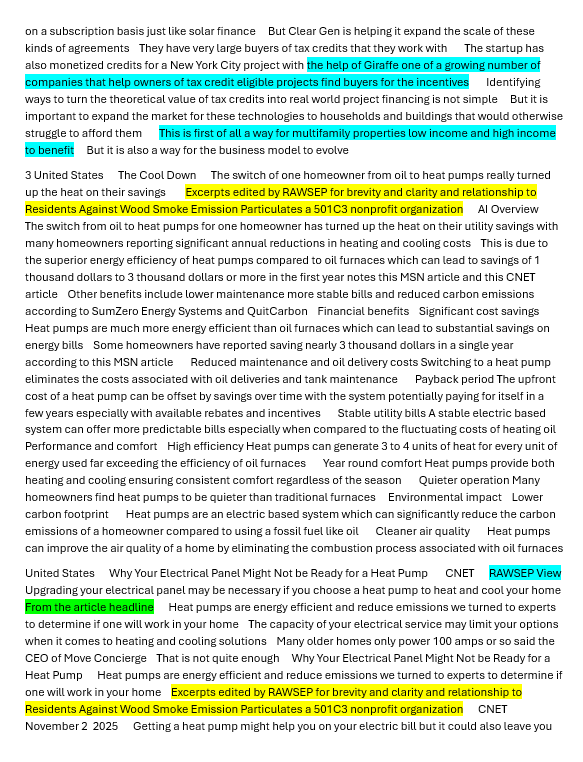 on a subscription basis just like solar finance But Clear Gen is helping it expand the scale of these
kinds of agreements They have very large buyers of tax credits that they work with The startup has
also monetized credits for a New York City project with the help of Giraffe one of a growing number of
companies that help owners of tax credit eligible projects find buyers for the incentives Identifying
ways to turn the theoretical value of tax credits into real world project financing is not simple But it is
important to expand the market for these technologies to households and buildings that would otherwise
struggle to afford them This is first of all a way for multifamily properties low income and high income
to benefit But it is also a way for the business model to evolve
3 United States The Cool Down The switch of one homeowner from oil to heat pumps really turned
up the heat on their savings Excerpts edited by RAWSEP for brevity and clarity and relationship to
Residents Against Wood Smoke Emission Particulates a 501C3 nonprofit organization AI Overview
The switch from oil to heat pumps for one homeowner has turned up the heat on their utility savings with
many homeowners reporting significant annual reductions in heating and cooling costs This is due to
the superior energy efficiency of heat pumps compared to oil furnaces which can lead to savings of 1
thousand dollars to 3 thousand dollars or more in the first year notes this MSN article and this CNET
article Other benefits include lower maintenance more stable bills and reduced carbon emissions
according to SumZero Energy Systems and QuitCarbon Financial benefits Significant cost savings
Heat pumps are much more energy efficient than oil furnaces which can lead to substantial savings on
energy bills Some homeowners have reported saving nearly 3 thousand dollars in a single year
according to this MSN article Reduced maintenance and oil delivery costs Switching to a heat pump
eliminates the costs associated with oil deliveries and tank maintenance Payback period The upfront
cost of a heat pump can be offset by savings over time with the system potentially paying for itself in a
few years especially with available rebates and incentives Stable utility bills A stable electric based
system can offer more predictable bills especially when compared to the fluctuating costs of heating oil
Performance and comfort High efficiency Heat pumps can generate 3 to 4 units of heat for every unit of
energy used far exceeding the efficiency of oil furnaces Year round comfort Heat pumps provide both
heating and cooling ensuring consistent comfort regardless of the season Quieter operation Many
homeowners find heat pumps to be quieter than traditional furnaces Environmental impact Lower
carbon footprint Heat pumps are an electric based system which can significantly reduce the carbon
emissions of a homeowner compared to using a fossil fuel like oil Cleaner air quality Heat pumps
can improve the air quality of a home by eliminating the combustion process associated with oil furnaces
United States Why Your Electrical Panel Might Not be Ready for a Heat Pump CNET RAWSEP View
Upgrading your electrical panel may be necessary if you choose a heat pump to heat and cool your home
From the article headline Heat pumps are energy efficient and reduce emissions we turned to experts
to determine if one will work in your home The capacity of your electrical service may limit your options
when it comes to heating and cooling solutions Many older homes only power 100 amps or so said the
CEO of Move Concierge That is not quite enough Why Your Electrical Panel Might Not be Ready for a
Heat Pump Heat pumps are energy efficient and reduce emissions we turned to experts to determine if
one will work in your home Excerpts edited by RAWSEP for brevity and clarity and relationship to
Residents Against Wood Smoke Emission Particulates a 501C3 nonprofit organization CNET
November 2 2025 Getting a heat pump might help you on your electric bill but it could also leave you